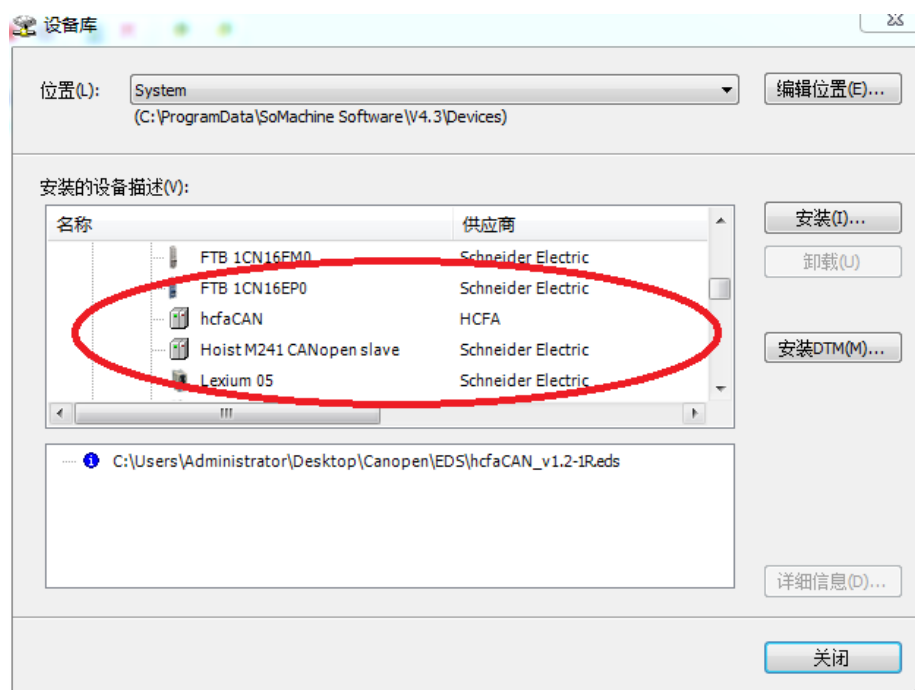 设备库
位置(L):
System
编辑位置(E)...
(C:\ProgramData\SoMachine Software\V4.3\Devices)
安装的设备描述(V):
名称
供应商
安装(I)...
FTB 1CN16EM0
Schneider Electric
卸载(U)
FTB 1CN16EP0
Schneider Electric
hcfaCAN
HCFA
Hoist M241 CANopen slave
Schneider Electric
安装DTM(M)...
Lexium 05
Schneider Electric
C:\Users\Administrator\Desktop\Canopen\EDS\hcfaCAN_v1.2-1R.eds
详细信息(D)...
关闭